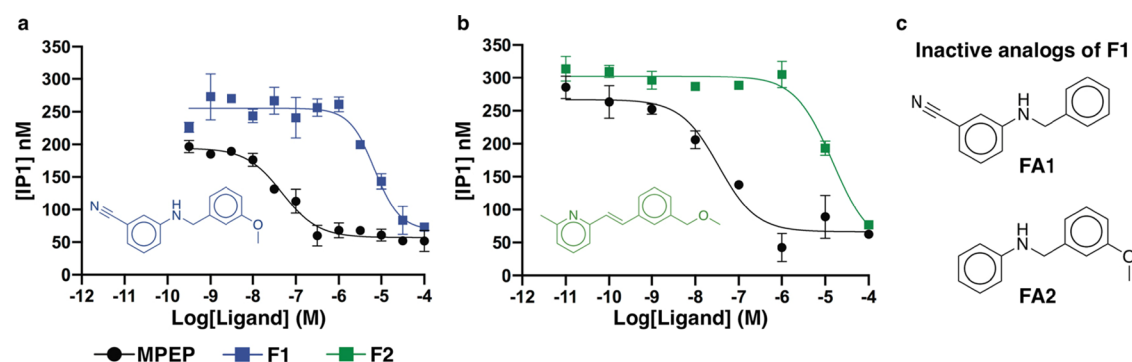 a
[IP1] nM
350
300
250
200
150
100
50
0
-12 -11 -10 -9 -8 -7 -6 -5 -4
Log[Ligand] (M)
N
H
N
O
b
[IP1] nM
350
300
250
200
150
100
50
0
-12 -11 -10 -9 -8 -7 -6 -5 -4
Log[Ligand] (M)
N
O
MPEP F1 F2
c
Inactive analogs of F1
N
H
N
FA1
H
N
O
FA2